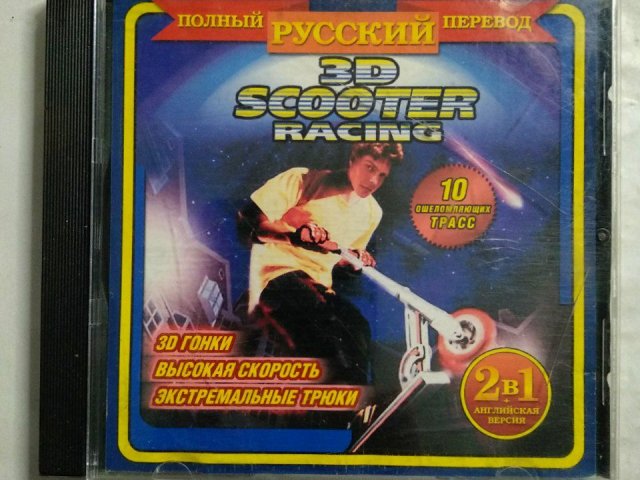 ПОЛНЫЙ РУССКИЙ ПЕРЕВОД
3D
SCOOTER
RACING
10
ОШЕЛОМЛЯЮЩИХ
ТРАСС
3D ГОНКИ
ВЫСОКАЯ СКОРОСТЬ
ЭКСТРЕМАЛЬНЫЕ ТРЮКИ
2в1
+
АНГЛИЙСКАЯ
ВЕРСИЯ